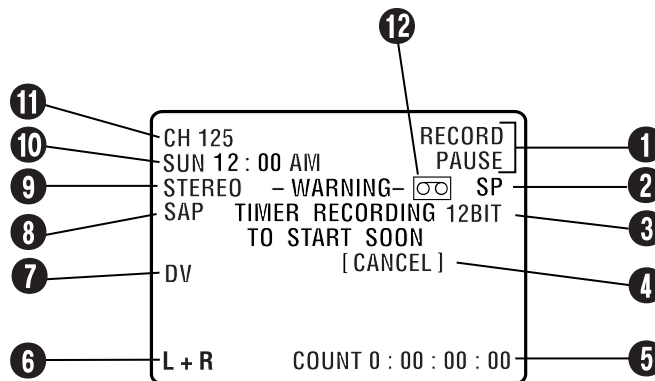 12
11
CH 125
RECORD
PAUSE
1
10
SUN 12 : 00 AM
9
STEREO
– WARNING–
SP
2
8
SAP
TIMER RECORDING
12BIT
3
TO START SOON
7
DV
[ CANCEL ]
4
6
L + R
COUNT 0 : 00 : 00 : 00
5